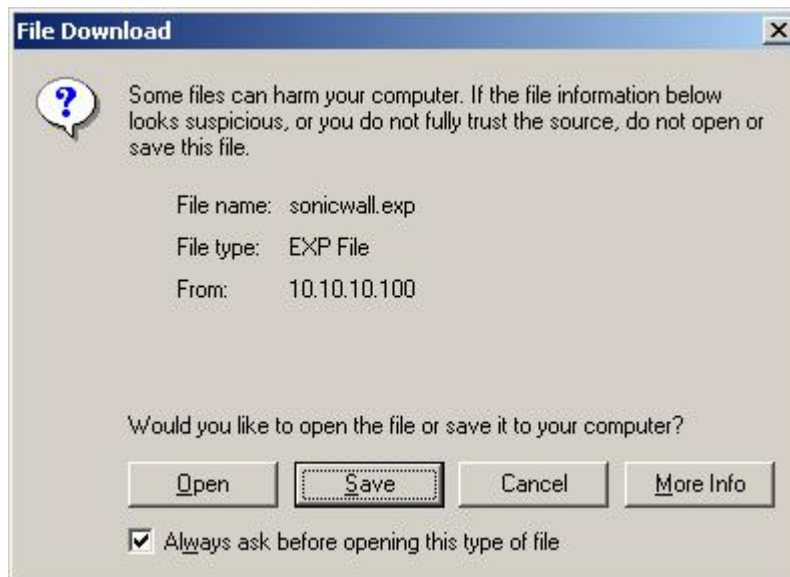 File Download
Some files can harm your computer. If the file information below
looks suspicious, or you do not fully trust the source, do not open or
save this file.
File name: sonicwall.exp
File type: EXP File
From: 10.10.10.100
Would you like to open the file or save it to your computer?
Open Save Cancel More Info
Always ask before opening this type of file